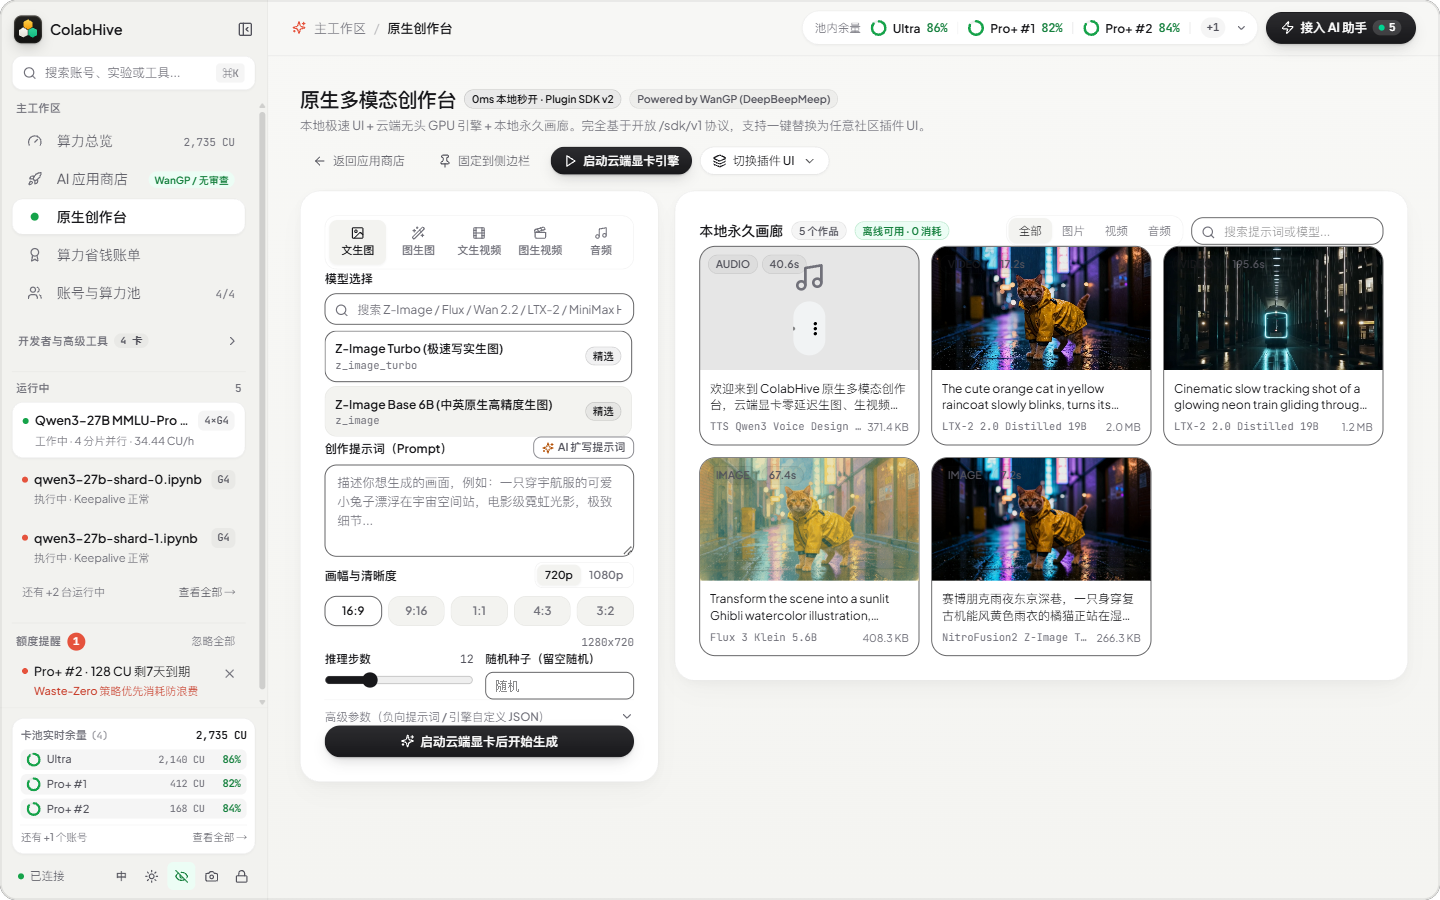 ColabHive
搜索账号、实验或工具... ⌘K
主工作区
算力总览 2,735 CU
AI 应用商店 WanGP / 无审查
原生创作台
算力省钱账单
账号与算力池 4/4
开发者与高级工具 4 卡
运行中 5
Qwen3-27B MMLU-Pro ... 4×G4
工作中 · 4 分片并行 · 34.44 CU/h
qwen3-27b-shard-0.ipynb G4
执行中 · Keepalive 正常
qwen3-27b-shard-1.ipynb G4
执行中 · Keepalive 正常
还有 +2 台运行中 查看全部 →
额度提醒 1 忽略全部
Pro+ #2 · 128 CU 剩7天到期
Waste-Zero 策略优先消耗防浪费
卡池实时余量 (4) 2,735 CU
Ultra 2,140 CU 86%
Pro+ #1 412 CU 82%
Pro+ #2 168 CU 84%
还有 +1 个账号 查看全部 →
已连接 中
主工作区 / 原生创作台
池内余量 Ultra 86% Pro+ #1 82% Pro+ #2 84% +1
接入 AI 助手 5
原生多模态创作台 0ms 本地秒开 · Plugin SDK v2 Powered by WanGP (DeepBeepMeep)
本地极速 UI + 云端无头 GPU 引擎 + 本地永久画廊。完全基于开放 /sdk/v1 协议，支持一键替换为任意社区插件 UI。
返回应用商店 固定到侧边栏 启动云端显卡引擎 切换插件 UI
文生图 图生图 文生视频 图生视频 音频
模型选择
搜索 Z-Image / Flux / Wan 2.2 / LTX-2 / MiniMax H
Z-Image Turbo (极速写实生图) 精选
z_image_turbo
Z-Image Base 6B (中英原生高精度生图) 精选
z_image
创作提示词（Prompt） AI 扩写提示词
描述你想生成的画面，例如：一只穿宇航服的可爱
小兔子漂浮在宇宙空间站，电影级霓虹光影，极致
细节...
画幅与清晰度 720p 1080p
16:9 9:16 1:1 4:3 3:2
1280x720
推理步数 12 随机种子（留空随机）
随机
高级参数（负向提示词 / 引擎自定义 JSON）
启动云端显卡后开始生成
本地永久画廊 5 个作品 离线可用 · 0 消耗
全部 图片 视频 音频 搜索提示词或模型...
AUDIO 40.6s
欢迎来到 ColabHive 原生多模态创作
台，云端显卡零延迟生图、生视频...
TTS Qwen3 Voice Design … 371.4 KB
The cute orange cat in yellow
raincoat slowly blinks, turns its...
LTX-2 2.0 Distilled 19B 2.0 MB
195.6s
Cinematic slow tracking shot of a
glowing neon train gliding throug...
LTX-2 2.0 Distilled 19B 1.2 MB
IMAGE 67.4s
Transform the scene into a sunlit
Ghibli watercolor illustration,...
Flux 3 Klein 5.6B 408.3 KB
IMAGE
赛博朋克雨夜东京深巷，一只身穿复
古机能风黄色雨衣的橘猫正站在湿...
NitroFusion2 Z-Image T… 266.3 KB